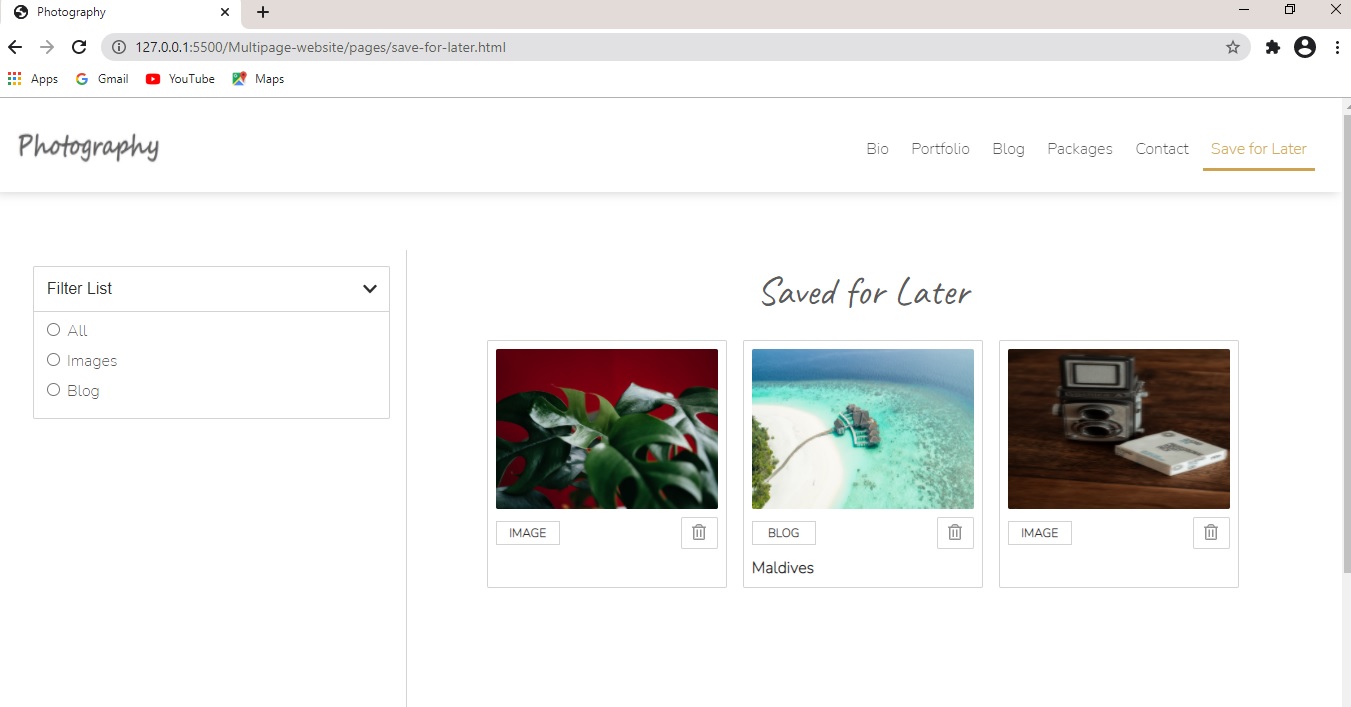 Photography
127.0.0.1:5500/Multipage-website/pages/save-for-later.html
Apps Gmail YouTube Maps
Photography
Bio Portfolio Blog Packages Contact Save for Later
Filter List
All
Images
Blog
Saved for Later
IMAGE BLOG IMAGE
Maldives